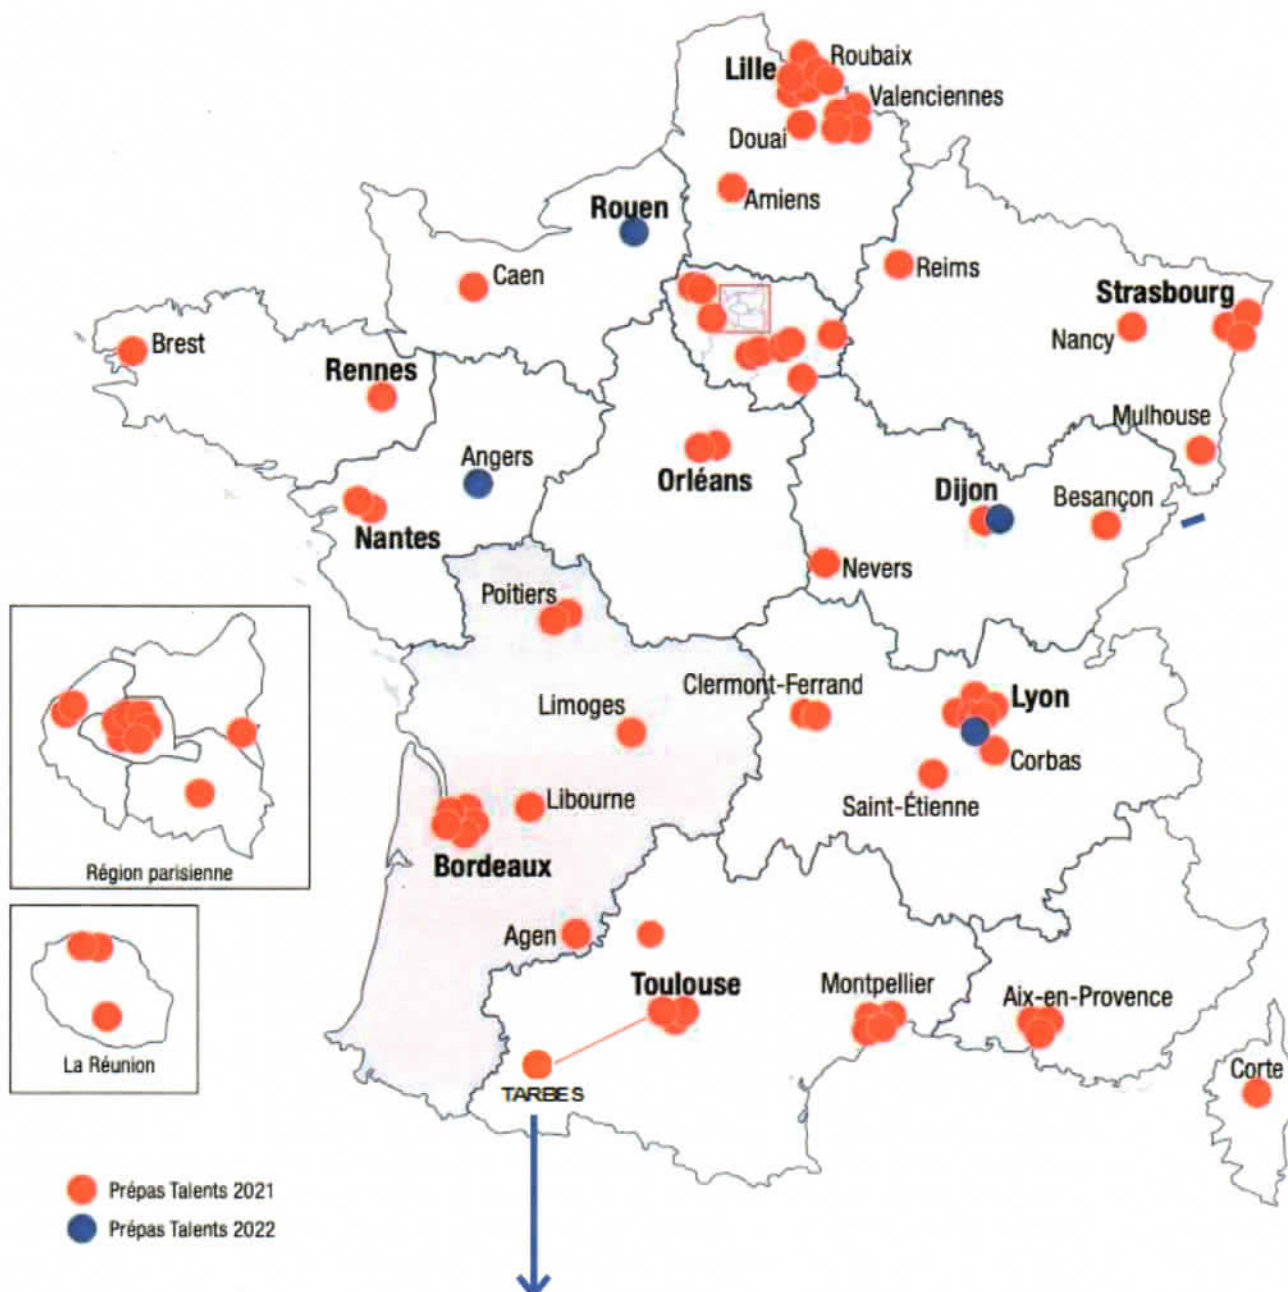 Roubaix
Lille
Valenciennes
Douai
Amiens
Rouen
Reims
Caen
Strasbourg
Nancy
Brest
Rennes
Mulhouse
Angers
Orléans
Dijon
Besançon
Nantes
Nevers
Poitiers
Clermont-Ferrand
Lyon
Limoges
Corbas
Libourne
Saint-Étienne
Bordeaux
Région parisienne
Agen
Toulouse
Montpellier
Aix-en-Provence
La Réunion
Corte
TARBES
Prépas Talents 2021
Prépas Talents 2022